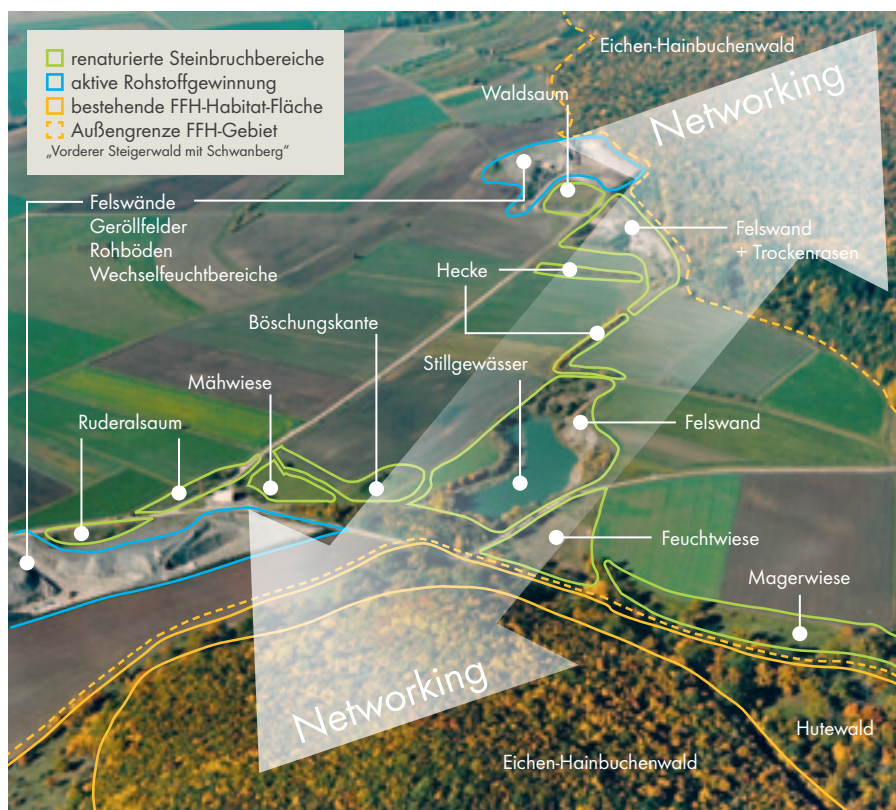 renaturierte Steinbruchbereiche
aktive Rohstoffgewinnung
bestehende FFH-Habitat-Fläche
Außengrenze FFH-Gebiet
„Vorderer Steigerwald mit Schwanberg“
Eichen-Hainbuchenwald
Networking
Waldsaum
Felswände
Geröllfelder
Rohböden
Wechselfeuchtbereiche
Felswand
+ Trockenrasen
Hecke
Böschungskante
Stillgewässer
Mähwiese
Ruderalsaum
Felswand
Feuchtwiese
Magerwiese
Networking
Hutewald
Eichen-Hainbuchenwald